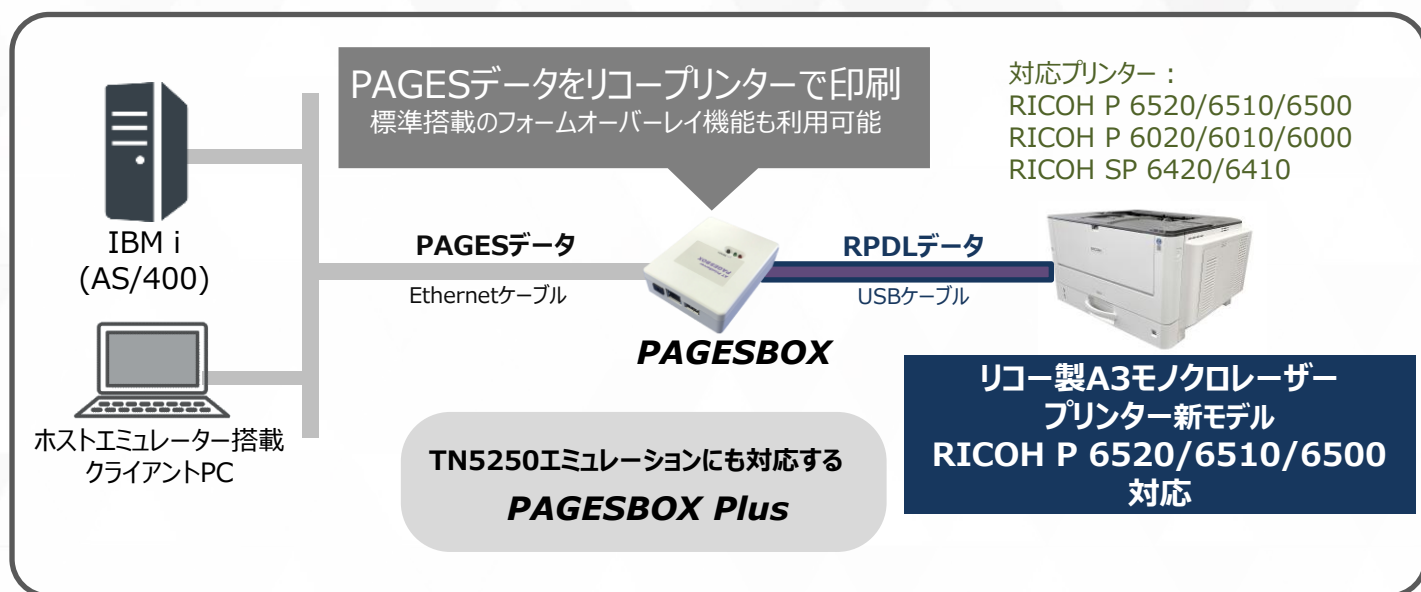 PAGESデータをリコープリンターで印刷
標準搭載のフォームオーバーレイ機能も利用可能
対応プリンター：
RICOH P 6520/6510/6500
RICOH P 6020/6010/6000
RICOH SP 6420/6410
IBM i
(AS/400)
PAGESデータ
Ethernetケーブル
RPDLデータ
USBケーブル
PAGESBOX
PAGESBOX
ホストエミュレーター搭載
クライアントPC
TN5250エミュレーションにも対応する
PAGESBOX Plus
リコー製A3モノクロレーザー
プリンター新モデル
RICOH P 6520/6510/6500
対応